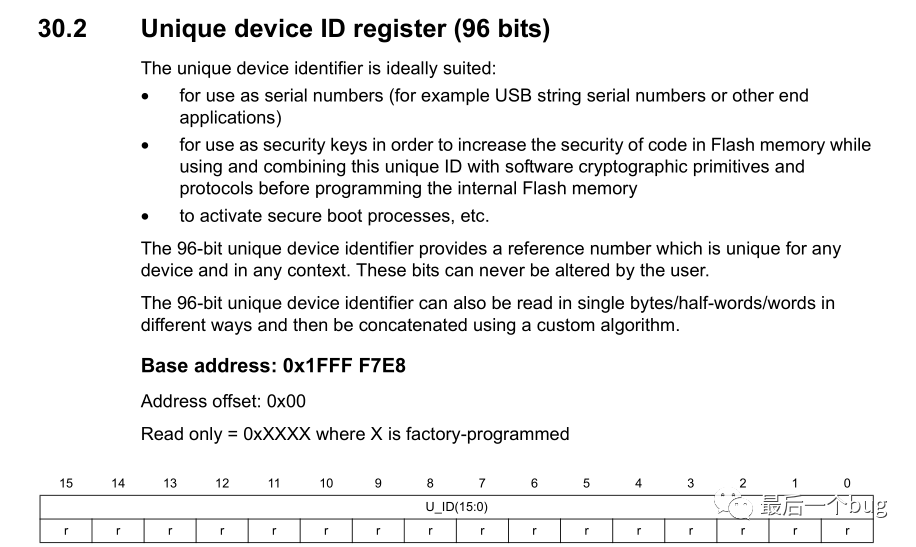 30.2 Unique device ID register (96 bits)
The unique device identifier is ideally suited:
• for use as serial numbers (for example USB string serial numbers or other end
applications)
• for use as security keys in order to increase the security of code in Flash memory while
using and combining this unique ID with software cryptographic primitives and
protocols before programming the internal Flash memory
• to activate secure boot processes, etc.
The 96-bit unique device identifier provides a reference number which is unique for any
device and in any context. These bits can never be altered by the user.
The 96-bit unique device identifier can also be read in single bytes/half-words/words in
different ways and then be concatenated using a custom algorithm.
Base address: 0x1FFF F7E8
Address offset: 0x00
Read only = 0xXXXX where X is factory-programmed
15 14 13 12 11 10 9 8 7 6 5 4 3 2 1 0
U_ID(15:0)
r r r r r r r r r r r r r r r r
最后一个bug